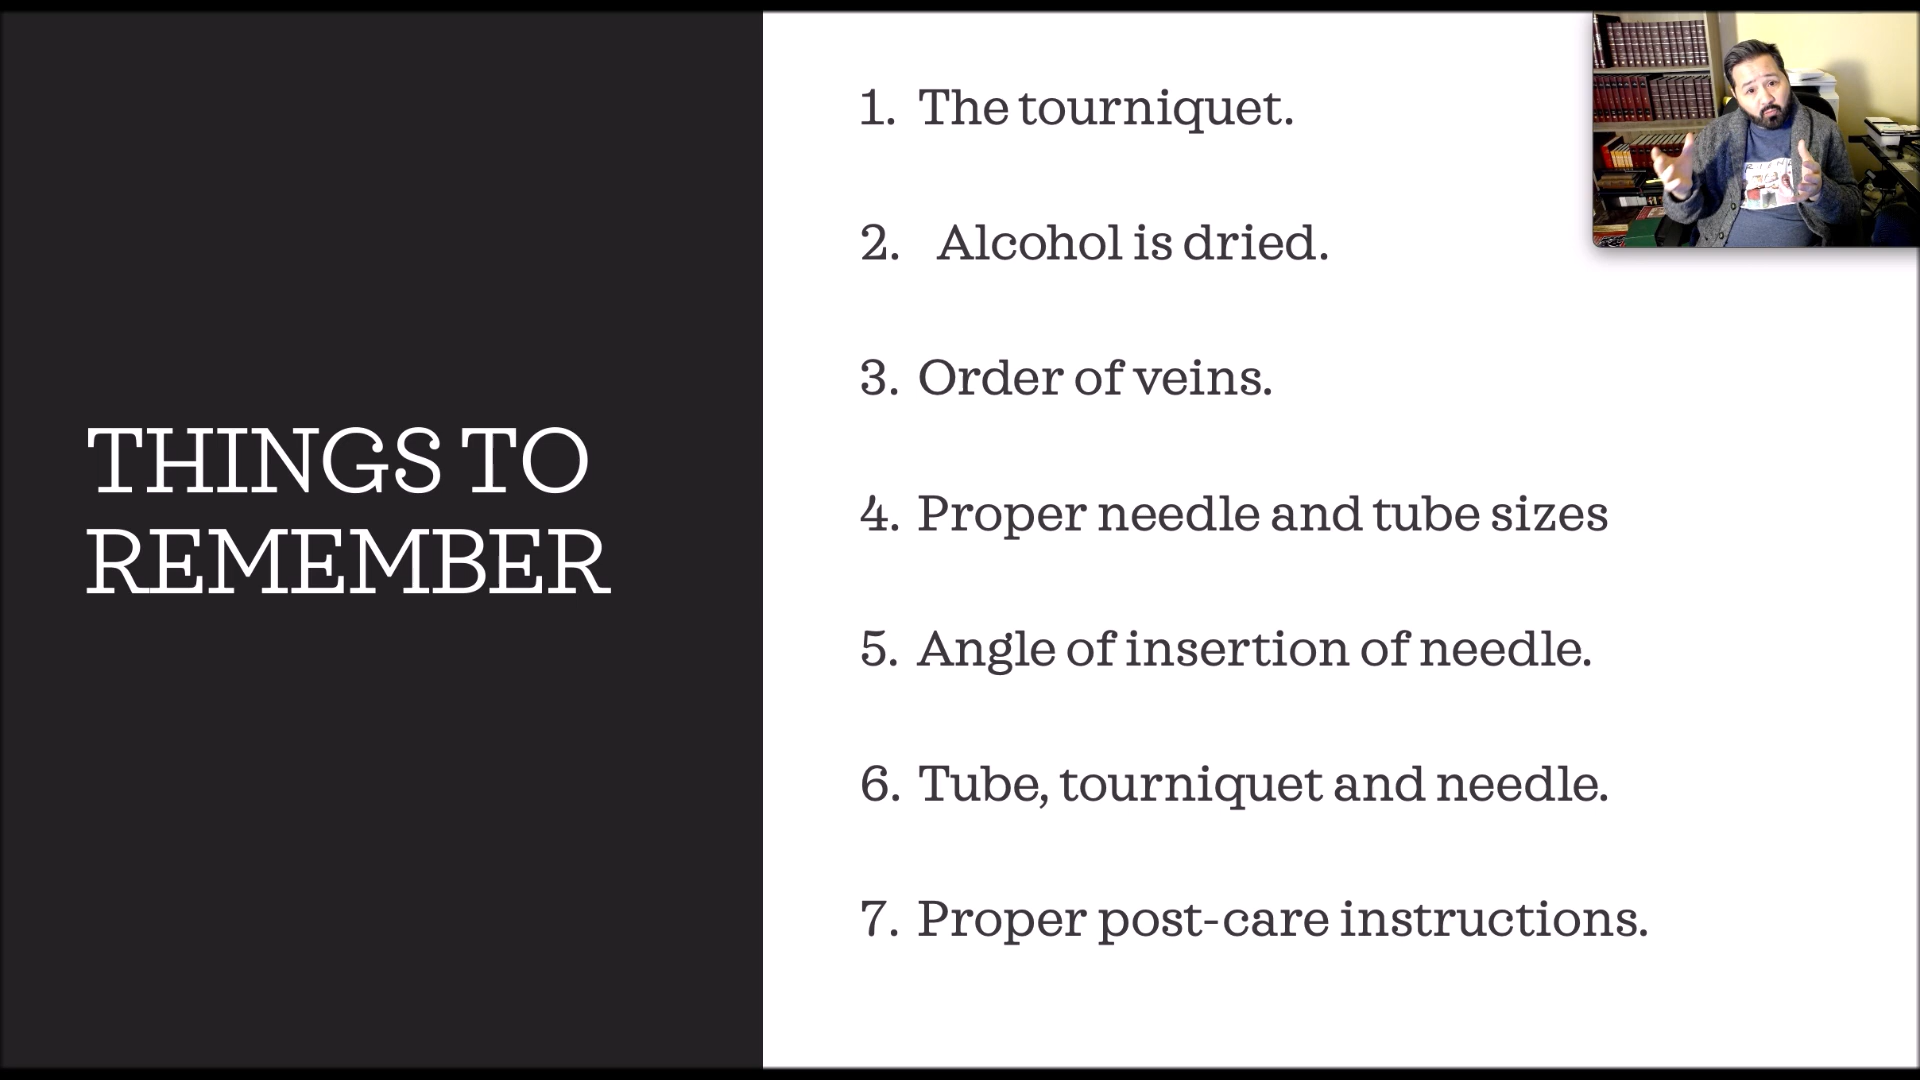 THINGS TO
REMEMBER
1. The tourniquet.
2. Alcohol is dried.
3. Order of veins.
4. Proper needle and tube sizes
5. Angle of insertion of needle.
6. Tube, tourniquet and needle.
7. Proper post-care instructions.